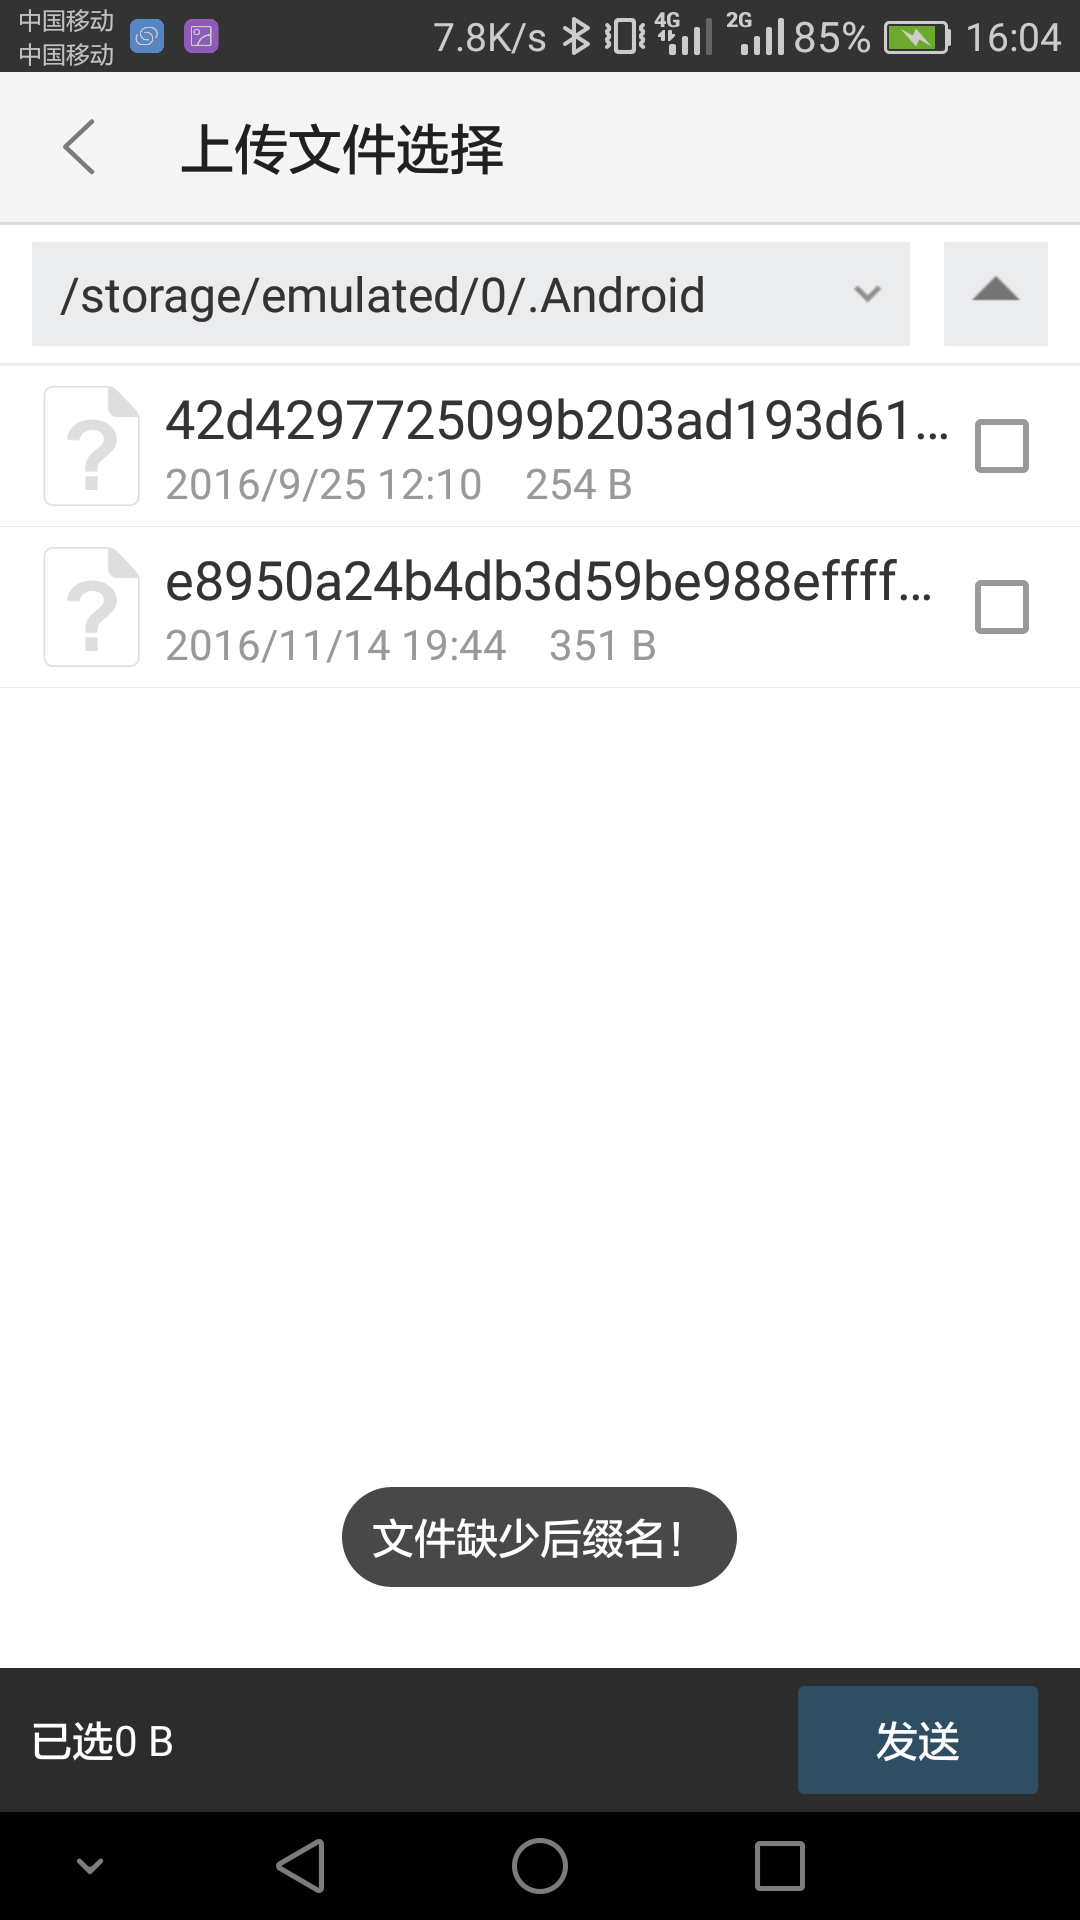 中国移动
中国移动
7.8K/s 4G 2G 85% 16:04
上传文件选择
/storage/emulated/0/.Android
42d4297725099b203ad193d61...
2016/9/25 12:10 254 B
e8950a24b4db3d59be988effff...
2016/11/14 19:44 351 B
文件缺少后缀名!
已选0 B
发送